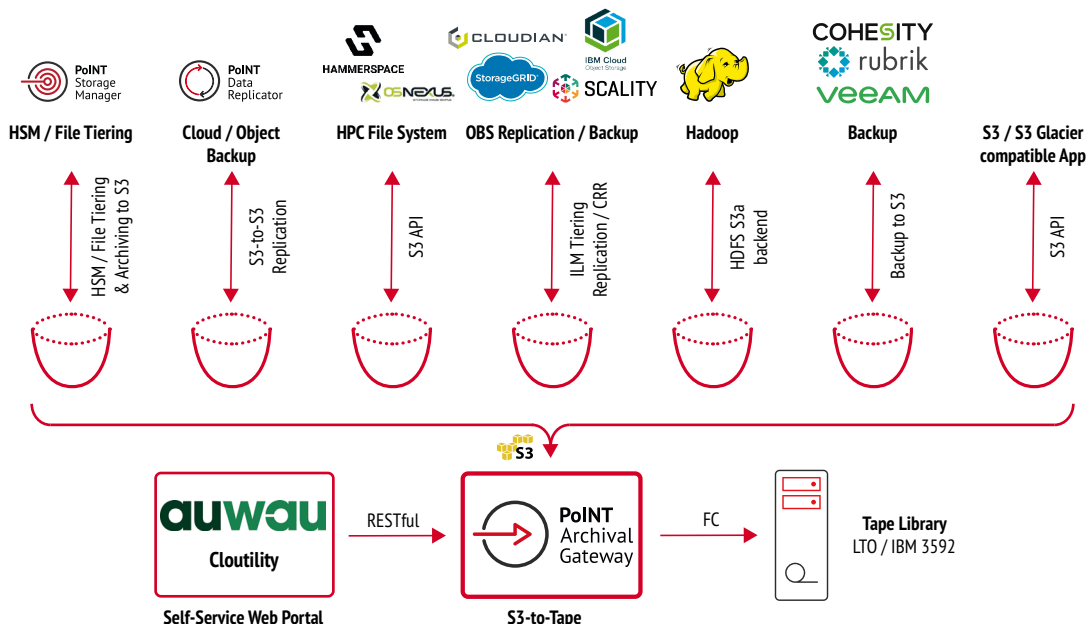 PoINT
Storage
Manager
HSM / File Tiering
PoINT
Data
Replicator
Cloud / Object
Backup
HAMMERSPACE
OSNEXUS
HPC File System
CLOUDIAN
IBM Cloud
Object Storage
StorageGRID
SCALITY
OBS Replication / Backup
Hadoop
COHESITY
rubrik
veeAM
Backup
S3 / S3 Glacier
compatible App
HSM / File Tiering
& Archiving to S3
S3-to-S3
Replication
S3 API
ILM Tiering
Replication / CRR
HDFS S3a
backend
Backup to S3
S3 API
S3
auwau
Cloutility
Self-Service Web Portal
RESTful
PoINT
Archival
Gateway
S3-to-Tape
FC
Tape Library
LTO / IBM 3592